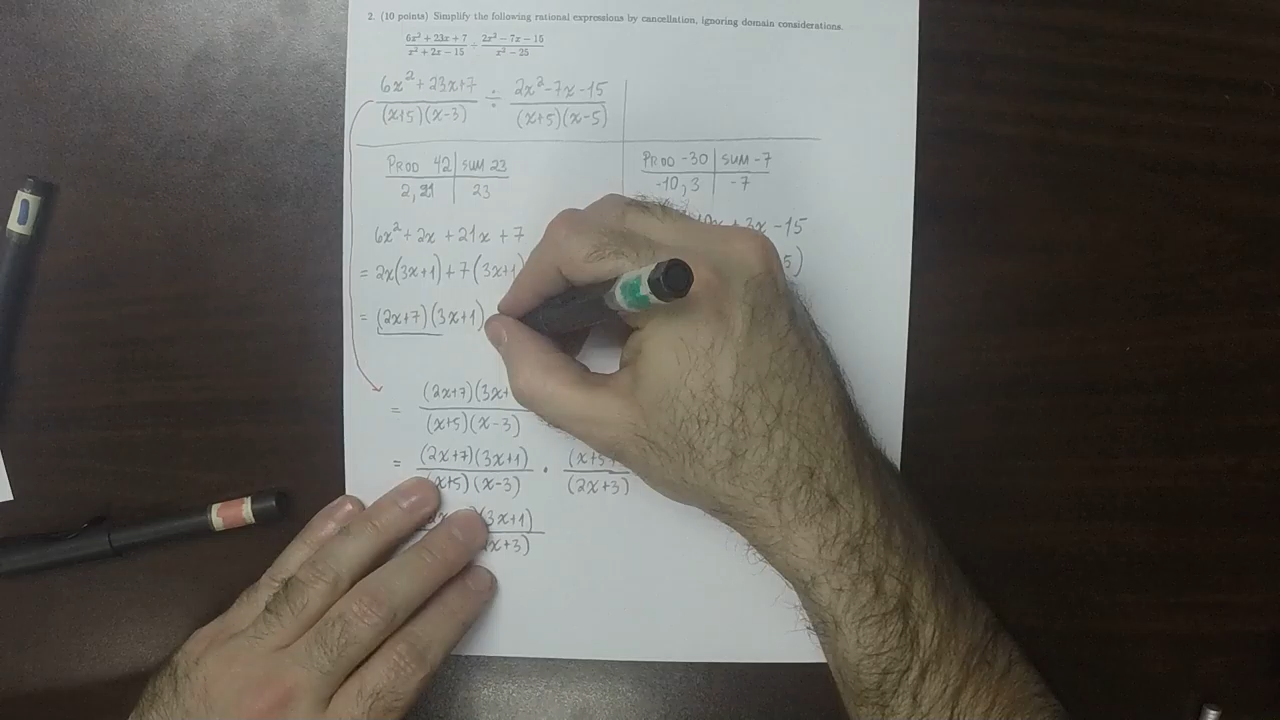 2. (10 points) Simplify the following rational expressions by cancellation, ignoring domain considerations.
6x² + 23x + 7 / x² + 2x − 15 ÷ 2x² − 7x − 15 / x² − 25
6x² + 23x+7 / (x+5)(x-3) ÷ 2x²-7x-15 / (x+5)(x-5)
PROD 42 | SUM 23
2, 21 | 23
PROD -30 | SUM -7
-10, 3 | -7
6x² + 2x + 21x + 7
= 2x(3x+1) + 7(3x+1
= (2x+7)(3x+1)
+ 3x - 15
5)
= (2x+7)(3x+ / (x+5)(x-3)
= (2x+7)(3x+1) / (x+5)(x-3) · (x+5) / (2x+3)
(3x+1) / x+3)